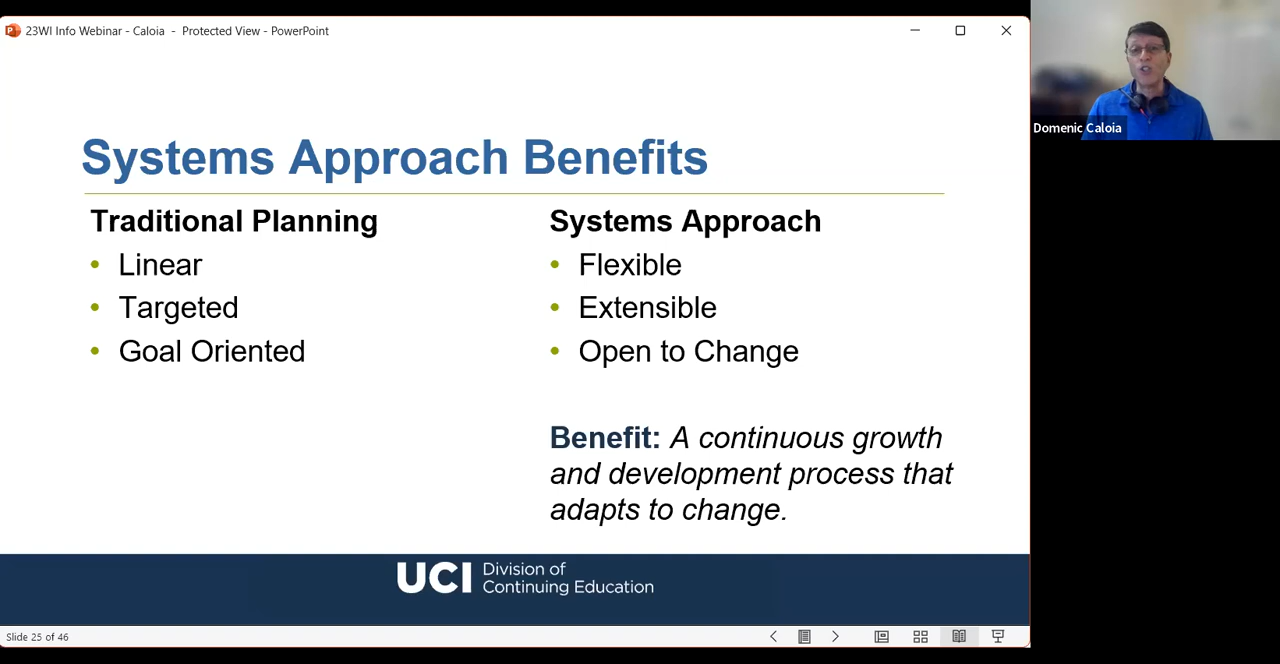 23WI Info Webinar - Caloia - Protected View - PowerPoint
Domenic Caloia
Systems Approach Benefits
Traditional Planning
• Linear
• Targeted
• Goal Oriented
Systems Approach
• Flexible
• Extensible
• Open to Change
Benefit: A continuous growth
and development process that
adapts to change.
UCI Division of
Continuing Education
Slide 25 of 46